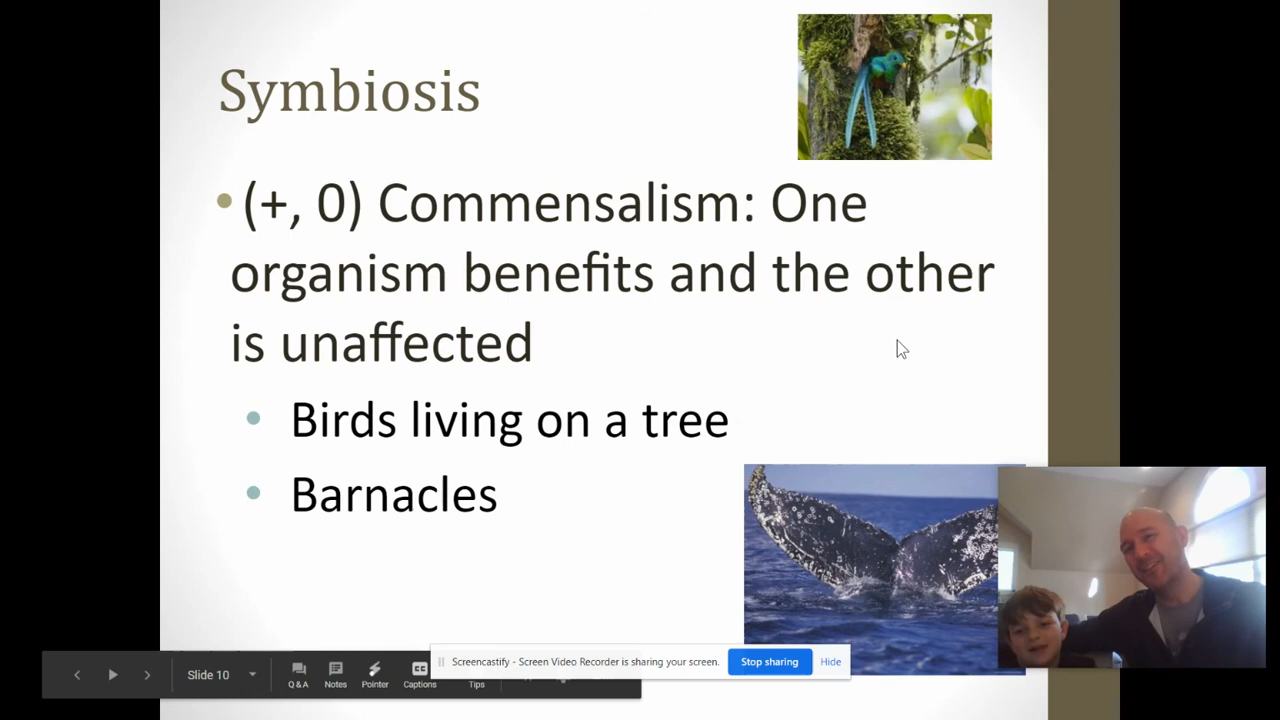 Symbiosis
• (+, 0) Commensalism: One
organism benefits and the other
is unaffected
• Birds living on a tree
• Barnacles
Screencastify - Screen Video Recorder is sharing your screen.
Stop sharing
Hide
Slide 10
Q & A
Notes
Pointer
CC
Captions
Tips